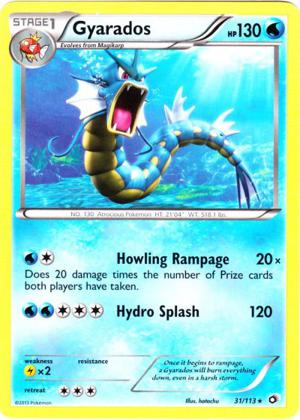 STAGE1
Gyarados
HP130
Evolves from Magikarp
NO. 130 Atrocious Pokémon HT: 21'04" WT: 518.1 lbs.
Howling Rampage 20×
Does 20 damage times the number of Prize cards
both players have taken.
Hydro Splash 120
weakness
resistance
×2
retreat
Once it begins to rampage,
a Gyarados will burn everything
down, even in a harsh storm.
©2013 Pokémon
Illus. hatachu
31/113 ★